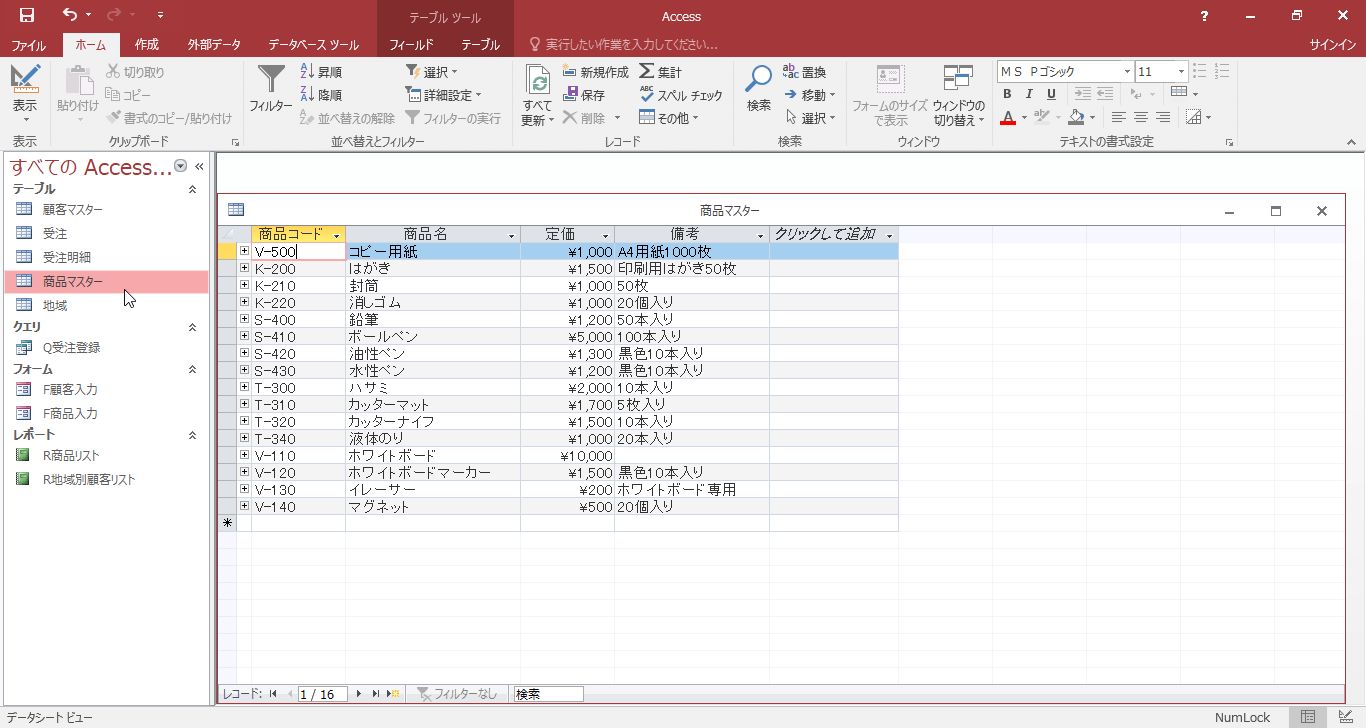 テーブル ツール
Access
?
ファイル ホーム 作成 外部データ データベース ツール フィールド テーブル 実行したい作業を入力してください... サインイン
表示
貼り付け
切り取り
コピー
書式のコピー/貼り付け
フィルター
昇順
降順
並べ替えの解除
選択
詳細設定
フィルターの実行
すべて
更新
新規作成
保存
削除
集計
スペル チェック
その他
検索
置換
移動
選択
フォームのサイズ
で表示
ウィンドウの
切り替え
MS Pゴシック 11
B I U
表示 クリップボード 並べ替えとフィルター レコード 検索 ウィンドウ テキストの書式設定
すべての Access...
テーブル
顧客マスター
受注
受注明細
商品マスター
地域
クエリ
Q受注登録
フォーム
F顧客入力
F商品入力
レポート
R商品リスト
R地域別顧客リスト
商品マスター
商品コード 商品名 定価 備考 クリックして追加
V-500 コピー用紙 ¥1,000 A4用紙1000枚
K-200 はがき ¥1,500 印刷用はがき50枚
K-210 封筒 ¥1,000 50枚
K-220 消しゴム ¥1,000 20個入り
S-400 鉛筆 ¥1,200 50本入り
S-410 ボールペン ¥5,000 100本入り
S-420 油性ペン ¥1,300 黒色10本入り
S-430 水性ペン ¥1,200 黒色10本入り
T-300 ハサミ ¥2,000 10本入り
T-310 カッターマット ¥1,700 5枚入り
T-320 カッターナイフ ¥1,500 10本入り
T-340 液体のり ¥1,000 20本入り
V-110 ホワイトボード ¥10,000
V-120 ホワイトボードマーカー ¥1,500 黒色10本入り
V-130 イレーサー ¥200 ホワイトボード専用
V-140 マグネット ¥500 20個入り
レコード: 1 / 16 フィルターなし 検索
データシート ビュー NumLock